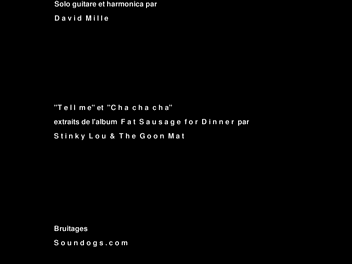 Solo guitare et harmonica par
David Mille
"Tell me" et "Cha cha cha"
extraits de l'album Fat Sausage for Dinner par
Stinky Lou & The Goon Mat
Bruitages
Soundogs.com